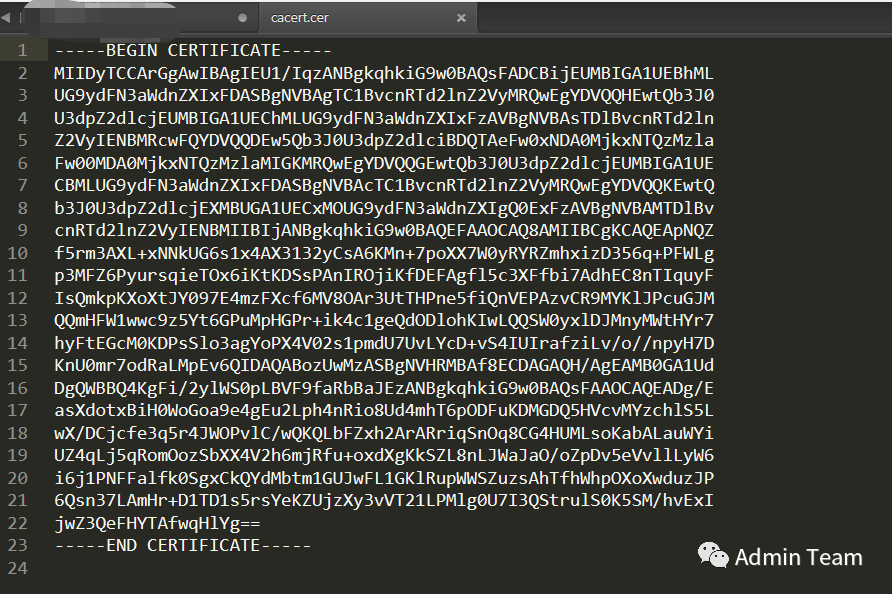 cacert.cer
1 -----BEGIN CERTIFICATE-----
2 MIIDyTCCArGgAwIBAgIEU1/IqzANBgkqhkiG9w0BAQsFADCBijEUMBIGA1UEBhML
3 UG9ydFN3aWdnZXIxFDASBgNVBAgTC1BvcnRTd2lnZ2VyMRQwEgYDVQQHEwtQb3J0
4 U3dpZ2dlcjEUMBIGA1UEChMLUG9ydFN3aWdnZXIxFzAVBgNVBAsTDlBvcnRTd2ln
5 Z2VyIENBMRcwFQYDVQQDEw5Qb3J0U3dpZ2dlciBDQTAeFw0xNDA0MjkxNTQzMzla
6 Fw00MDA0MjkxNTQzMzlaMIGKMRQwEgYDVQQGEwtQb3J0U3dpZ2dlcjEUMBIGA1UE
7 CBMLUG9ydFN3aWdnZXIxFDASBgNVBAcTC1BvcnRTd2lnZ2VyMRQwEgYDVQQKEwtQ
8 b3J0U3dpZ2dlcjEXMBUGA1UECxMOUG9ydFN3aWdnZXIgQ0ExFzAVBgNVBAMTDlBv
9 cnRTd2lnZ2VyIENBMIIBIjANBgkqhkiG9w0BAQEFAAOCAQ8AMIIBCgKCAQEApNQZ
10 f5rm3AXL+xNNkUG6s1x4AX3132yCsA6KMn+7poXX7W0yRYRZmhxizD356q+PFWLg
11 p3MFZ6PyursqieTOx6iKtKDSsPAnIROjiKfDEFAgfl5c3XFfbi7AdhEC8nTIquyF
12 IsQmkpKXoXtJY097E4mzFXcf6MV8OAr3UtTHPne5fiQnVEPAzvCR9MYKlJPcuGJM
13 QQmHFW1wwc9z5Yt6GPuMpHGPr+ik4c1geQdODlohKIwLQQSW0yxlDJMnyMWtHYr7
14 hyFtEGcM0KDPsSlo3agYoPX4V02s1pmdU7UvLYcD+vS4IUIrafziLv/o//npyH7D
15 KnU0mr7odRaLMpEv6QIDAQABozUwMzASBgNVHRMBAf8ECDAGAQH/AgEAMB0GA1Ud
16 DgQWBBQ4KgFi/2ylWS0pLBVF9faRbBaJEzANBgkqhkiG9w0BAQsFAAOCAQEADg/E
17 asXdotxBiH0WoGoa9e4gEu2Lph4nRio8Ud4mhT6pODFuKDMGDQ5HVcvMYzchlS5L
18 wX/DCjcfe3q5r4JWOPvlC/wQKQLbFZxh2ArARriqSnOq8CG4HUMLsoKabALauWYi
19 UZ4qLj5qRomOozSbXX4V2h6mjRfu+oxdXgKkSZL8nLJWaJaO/oZpDv5eVvllLyW6
20 i6j1PNFFalfk0SgxCkQYdMbtm1GUJwFL1GKlRupWWSZuzsAhTfhWhpOXoXwduzJP
21 6Qsn37LAmHr+D1TD1s5rsYeKZUjzXy3vVT21LPMlg0U7I3QStrulS0K5SM/hvExI
22 jwZ3QeFHYTAfwqHlYg==
23 -----END CERTIFICATE-----
24
Admin Team